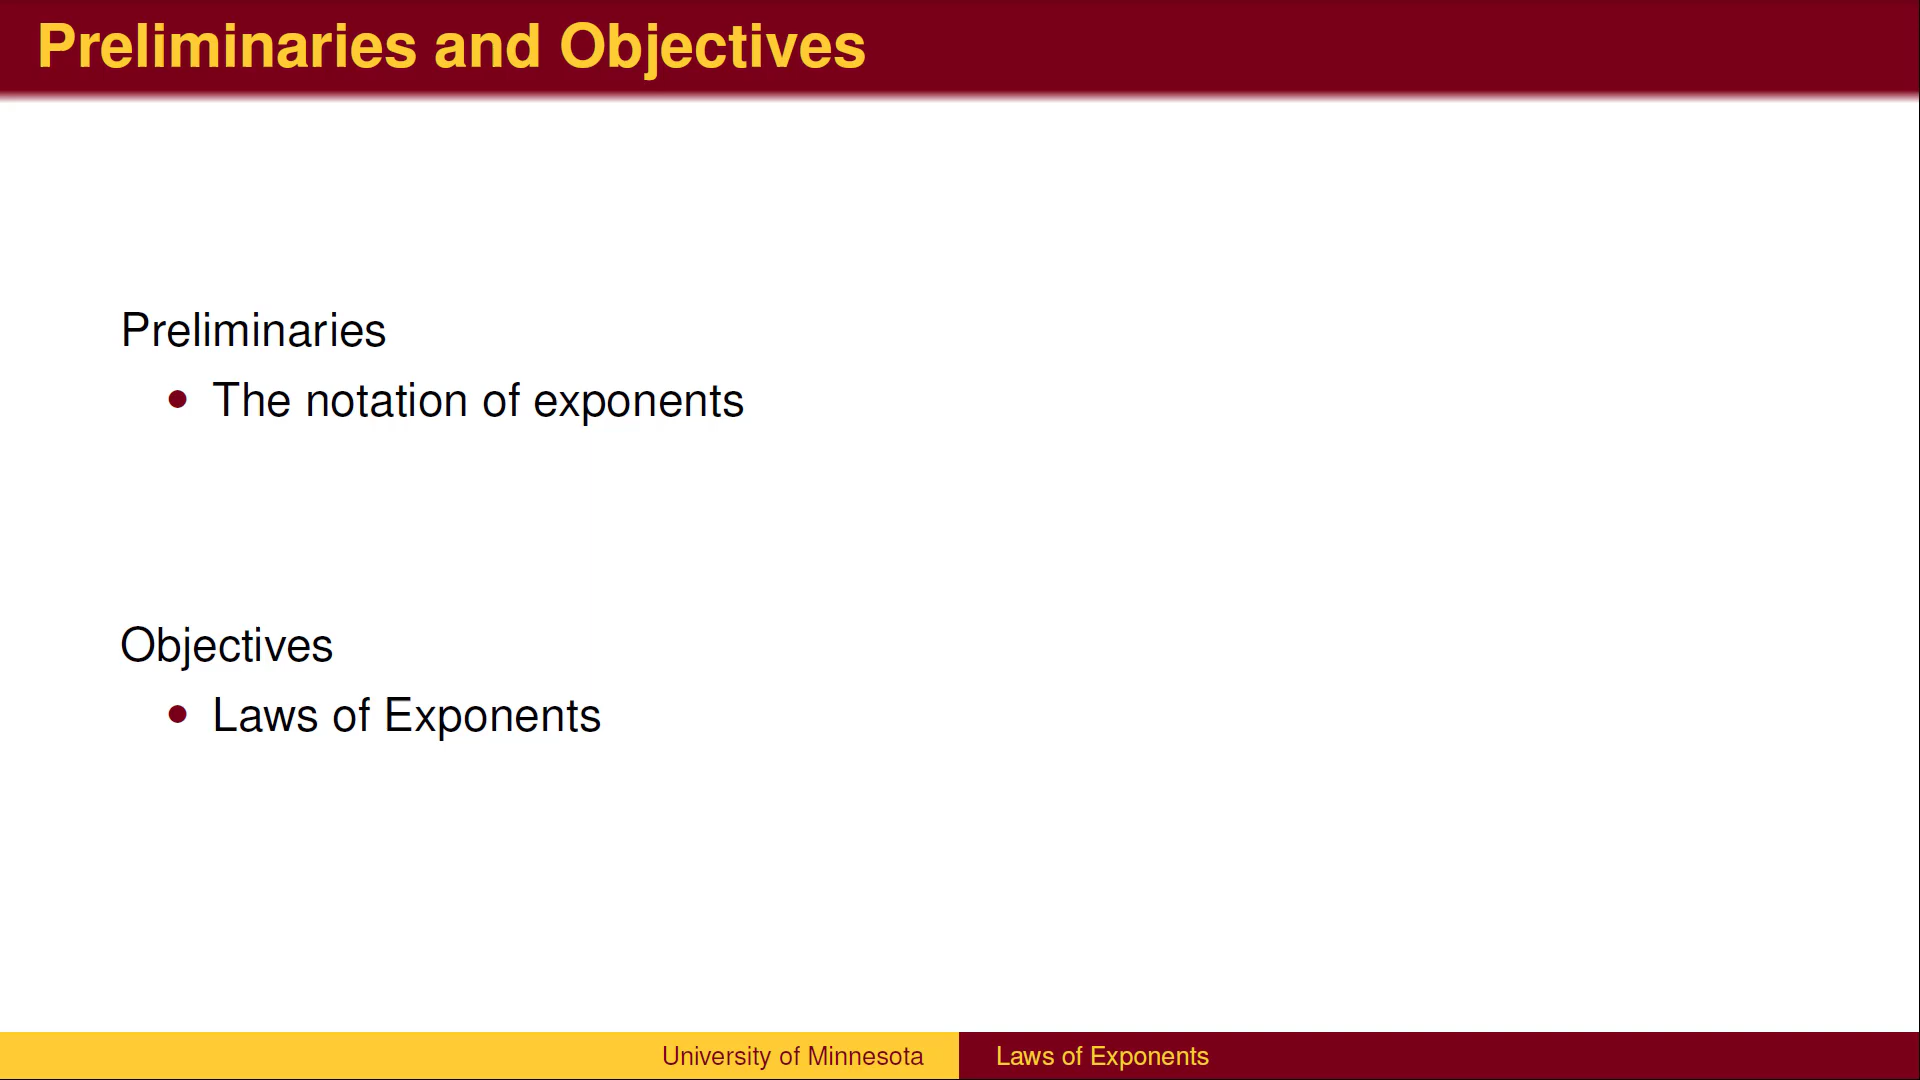 Preliminaries and Objectives
Preliminaries
• The notation of exponents
Objectives
• Laws of Exponents
University of Minnesota
Laws of Exponents